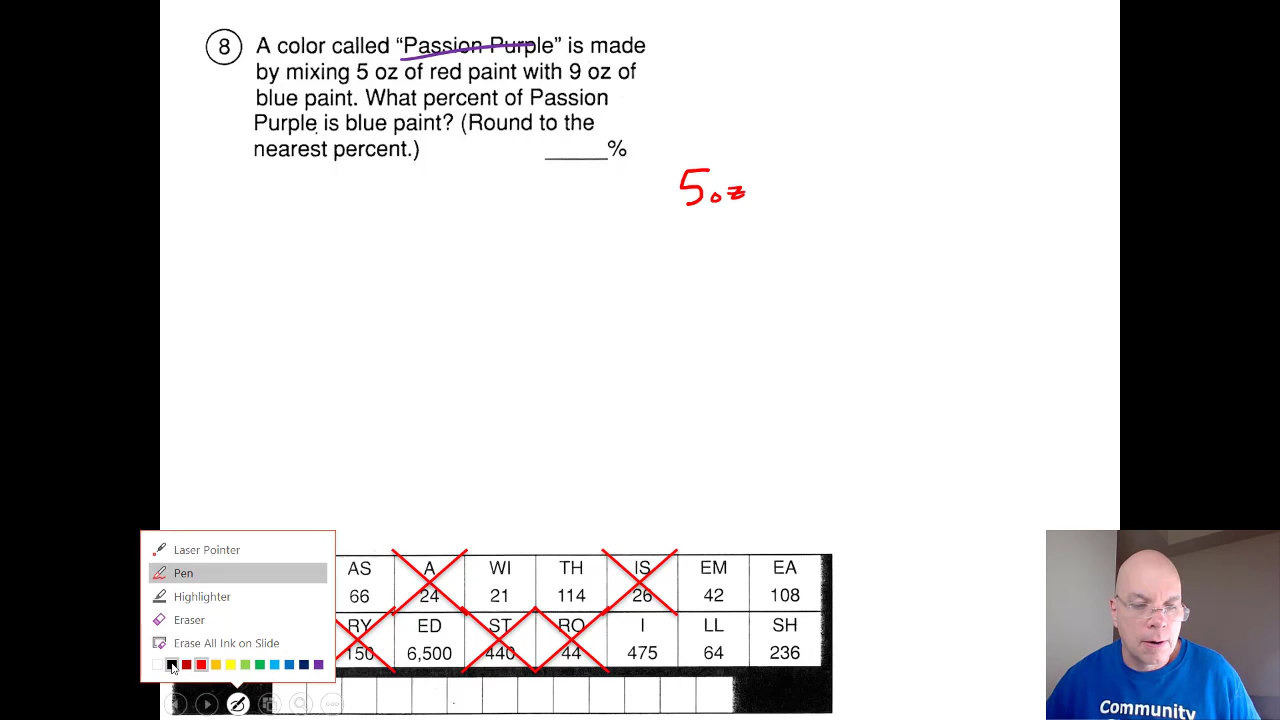 8 A color called “Passion Purple” is made
by mixing 5 oz of red paint with 9 oz of
blue paint. What percent of Passion
Purple is blue paint? (Round to the
nearest percent.) _____%
5 oz
Laser Pointer
Pen
Highlighter
Eraser
Erase All Ink on Slide
AS A WI TH IS EM EA
66 24 21 114 26 42 108
RY ED ST RO I LL SH
150 6,500 440 44 475 64 236
Community